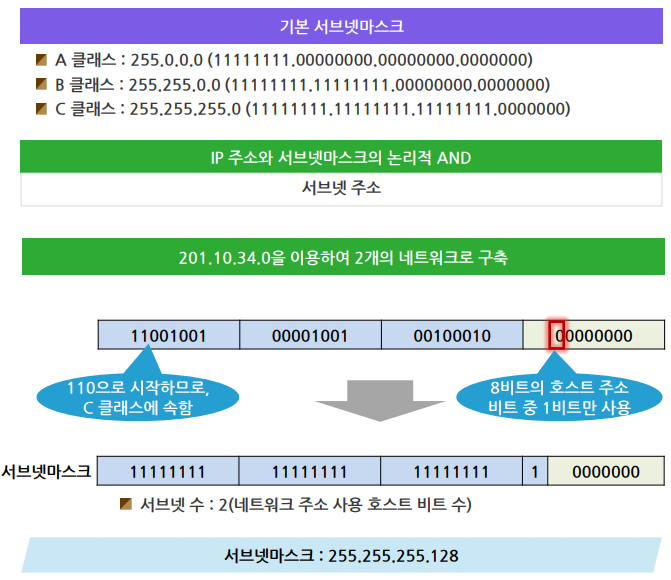 기본 서브넷마스크
A 클래스 : 255.0.0.0 (11111111.00000000.00000000.0000000)
B 클래스 : 255.255.0.0 (11111111.11111111.00000000.0000000)
C 클래스 : 255.255.255.0 (11111111.11111111.11111111.0000000)
IP 주소와 서브넷마스크의 논리적 AND
서브넷 주소
201.10.34.0을 이용하여 2개의 네트워크로 구축
11001001 00001001 00100010 00000000
110으로 시작하므로,
C 클래스에 속함
8비트의 호스트 주소
비트 중 1비트만 사용
서브넷마스크 11111111 11111111 11111111 1 0000000
서브넷 수 : 2(네트워크 주소 사용 호스트 비트 수)
서브넷마스크 : 255.255.255.128